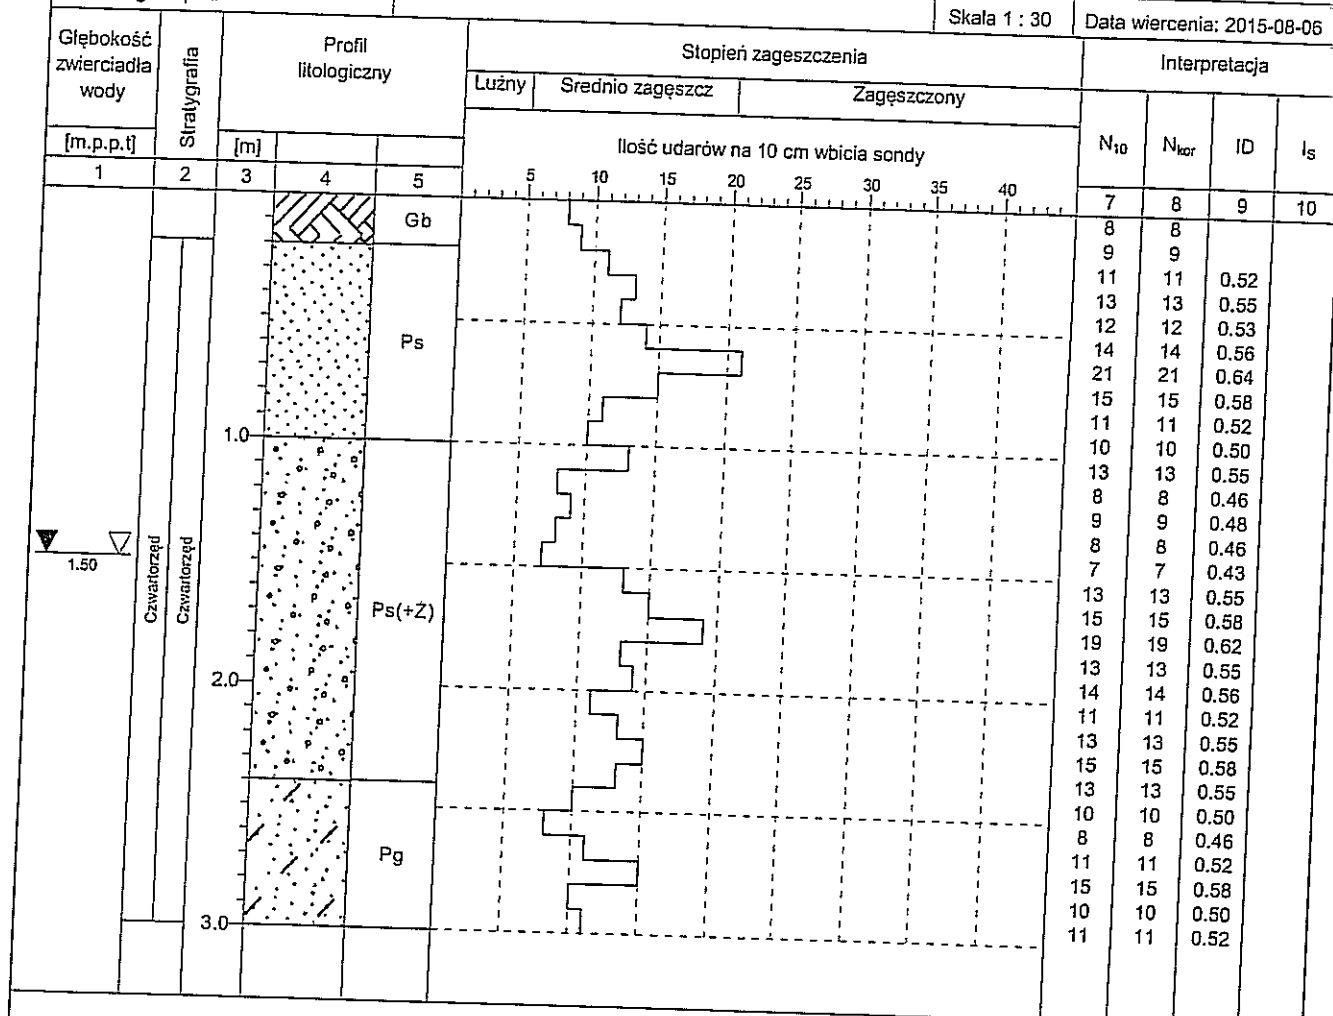 Skala 1 : 30
Data wiercenia: 2015-08-06
Głębokość zwierciadła wody
Stratygrafia
Profil litologiczny
Stopień zagęszczenia
Interpretacja
Luźny
Średnio zagęszcz
Zagęszczony
[m.p.p.t]
[m]
Ilość udarów na 10 cm wbicia sondy
N10 Nkor ID IS
1 2 3 4 5
5 10 15 20 25 30 35 40
7 8 9 10
Gb
Ps
Ps(+Ż)
Pg
1.0
2.0
3.0
1.50
Czwartorzęd
Czwartorzęd
8 8
9 9
11 11 0.52
13 13 0.55
12 12 0.53
14 14 0.56
21 21 0.64
15 15 0.58
11 11 0.52
10 10 0.50
13 13 0.55
8 8 0.46
9 9 0.48
8 8 0.46
7 7 0.43
13 13 0.55
15 15 0.58
19 19 0.62
13 13 0.55
14 14 0.56
11 11 0.52
13 13 0.55
15 15 0.58
13 13 0.55
10 10 0.50
8 8 0.46
11 11 0.52
15 15 0.58
10 10 0.50
11 11 0.52